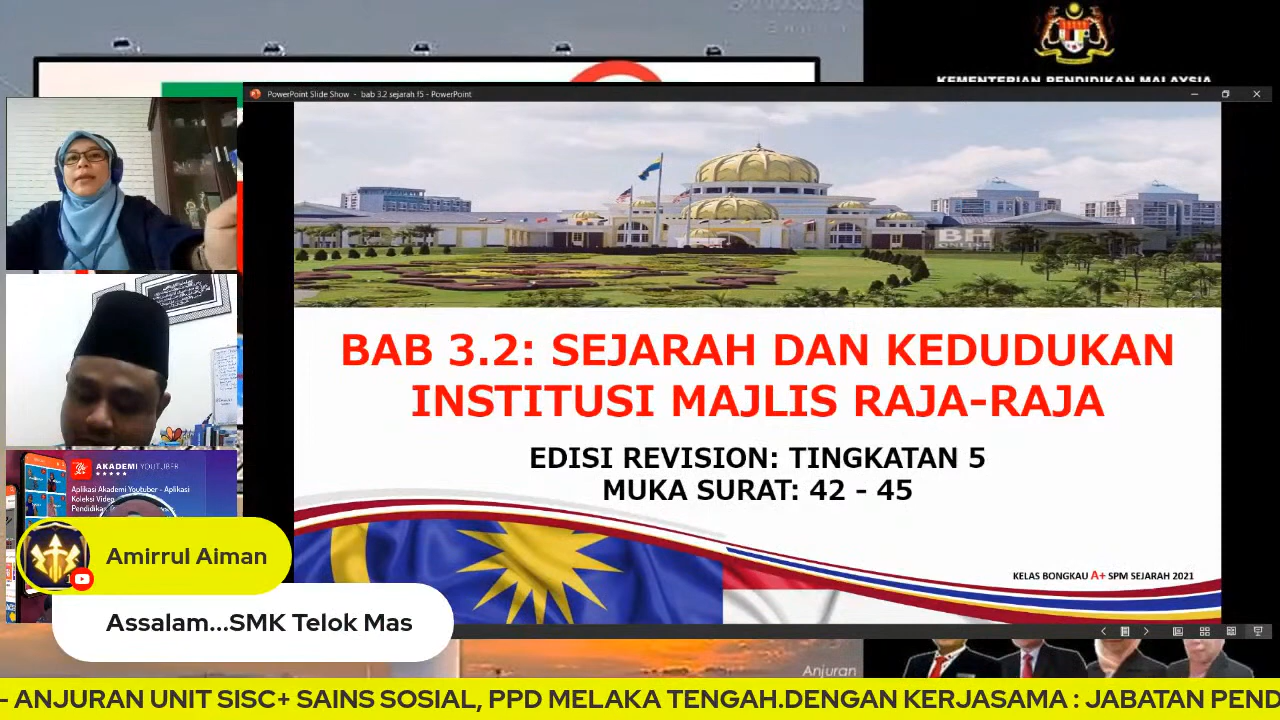 KEMENTERIAN PENDIDIKAN MALAYSIA
PowerPoint Slide Show - bab 3.2 sejarah f5 - PowerPoint
BH
BAB 3.2: SEJARAH DAN KEDUDUKAN
INSTITUSI MAJLIS RAJA-RAJA
EDISI REVISION: TINGKATAN 5
MUKA SURAT: 42 - 45
KELAS BONGKAU A+ SPM SEJARAH 2021
AKADEMI YOUTUBER
Aplikasi Akademi Youtuber - Aplikasi
Koleksi Video
Pendidikan
Amirrul Aiman
Assalam...SMK Telok Mas
Anjuran
- ANJURAN UNIT SISC+ SAINS SOSIAL, PPD MELAKA TENGAH.DENGAN KERJASAMA : JABATAN PEND